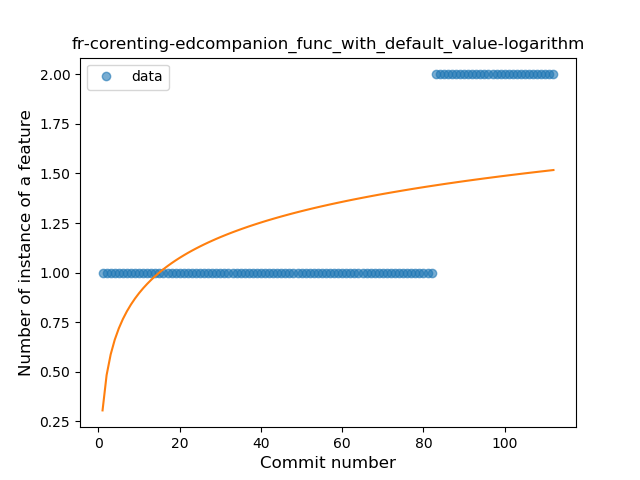 fr-corenting-edcompanion_func_with_default_value-logarithm
data
2.00
1.75
1.50
1.25
1.00
0.75
0.50
0.25
Number of instance of a feature
0 20 40 60 80 100
Commit number